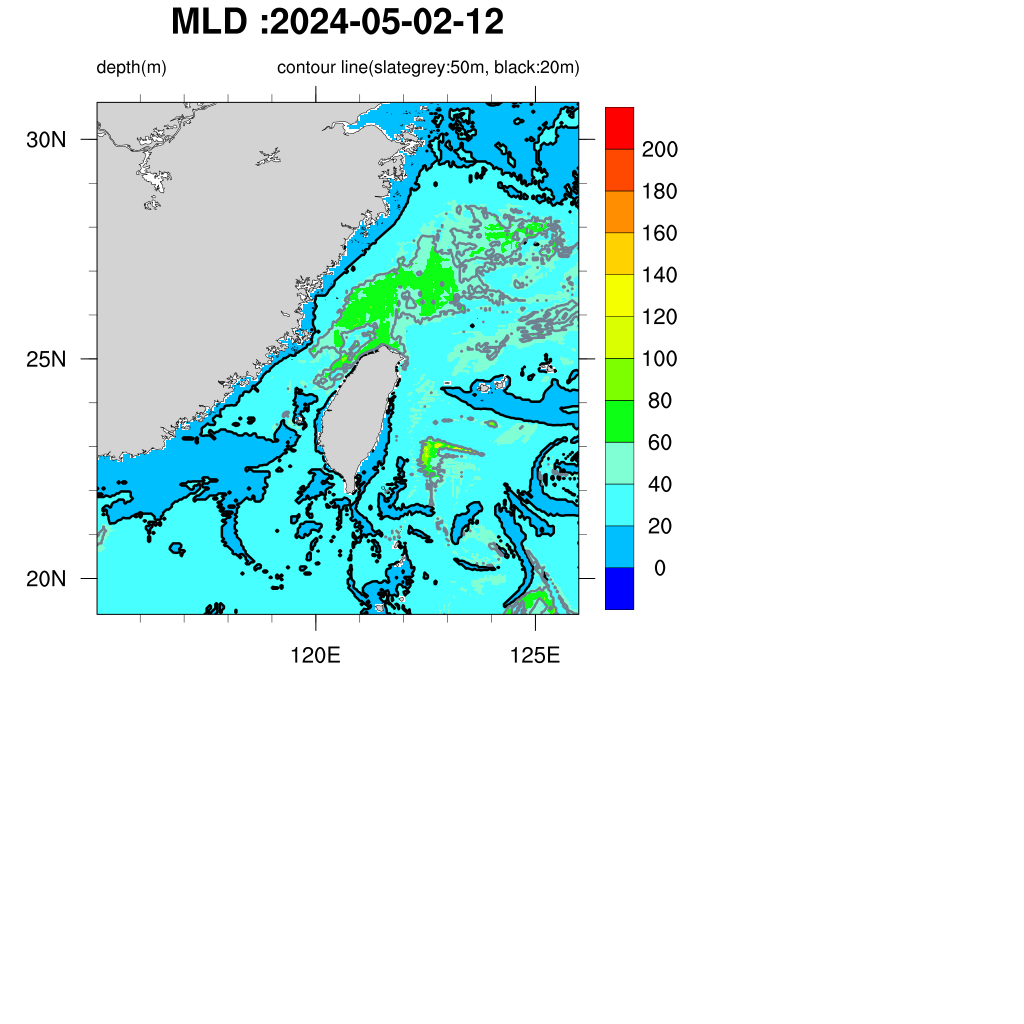 MLD :2024-05-02-12
depth(m)
contour line(slategrey:50m, black:20m)
30N
25N
20N
120E
125E
200
180
160
140
120
100
80
60
40
20
0